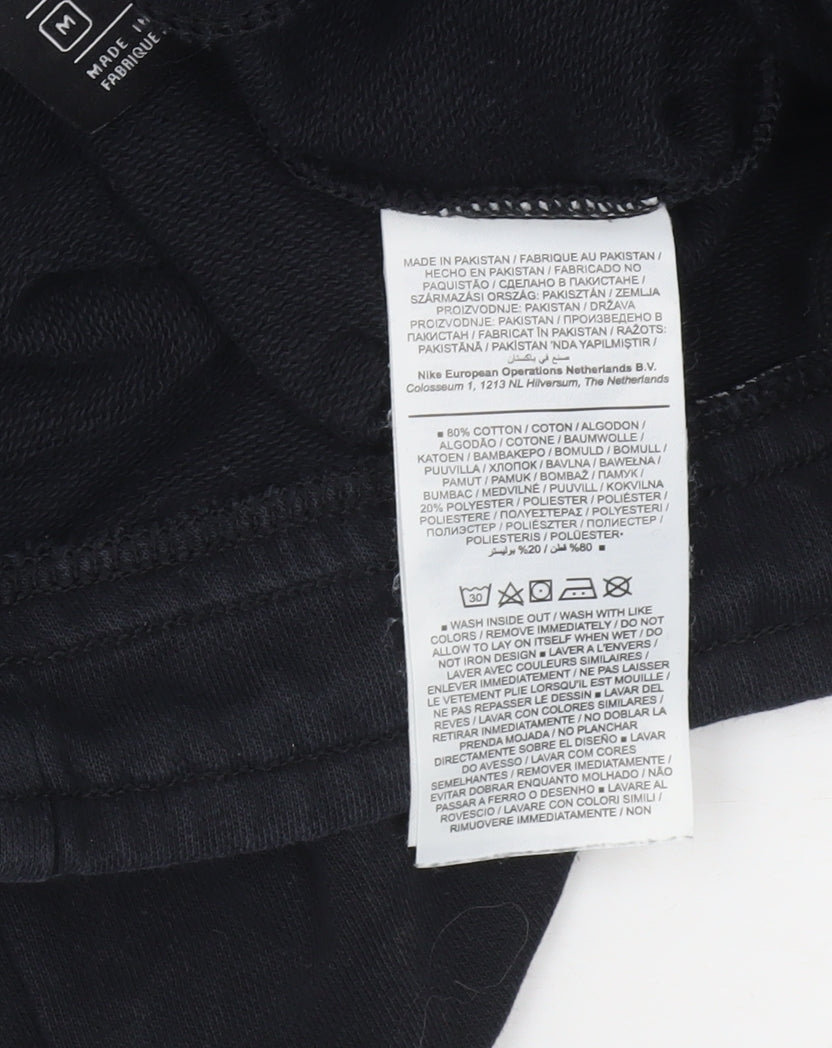 M
MADE IN
FABRIQUE
MADE IN PAKISTAN / FABRIQUE AU PAKISTAN /
HECHO EN PAKISTAN / FABRICADO NO
PAQUISTÃO / СДЕЛАНО В ПАКИСТАНЕ /
SZÁRMAZÁSI ORSZÁG: PAKISZTÁN / ZEMLJA
PROIZVODNJE: PAKISTAN / DRŽAVA
PROIZVODNJE: PAKISTAN / ПРОИЗВЕДЕНО В
ПАКИСТАН / FABRICAT ÎN PAKISTAN / RAŽOTS:
PAKISTĀNĀ / PAKİSTAN 'NDA YAPILMIŞTIR /
صنع في باكستان
Nike European Operations Netherlands B.V.
Colosseum 1, 1213 NL Hilversum, The Netherlands
■ 80% COTTON / COTON / ALGODON /
ALGODÃO / COTONE / BAUMWOLLE /
KATOEN / ΒΑΜΒΑΚΕΡΟ / BOMULD / BOMULL /
PUUVILLA / ХЛОПОК / BAVLNA / BAWEŁNA /
PAMUT / PAMUK / BOMBAŽ / ПАМУК /
BUMBAC / MEDVILNĖ / PUUVILL / KOKVILNA
20% POLYESTER / POLIESTER / POLIÉSTER /
POLIESTERE / ΠΟΛΥΕΣΤΕΡΑΣ / POLYESTERI /
ПОЛИЭСТЕР / POLIÉSZTER / ПОЛИЕСТЕР /
POLIESTERIS / POLÜESTER•
■ 80% قطن / 20% بوليستر
30
■ WASH INSIDE OUT / WASH WITH LIKE
COLORS / REMOVE IMMEDIATELY / DO NOT
ALLOW TO LAY ON ITSELF WHEN WET / DO
NOT IRON DESIGN ■ LAVER A L'ENVERS /
LAVER AVEC COULEURS SIMILAIRES /
ENLEVER IMMEDIATEMENT / NE PAS LAISSER
LE VETEMENT PLIE LORSQU'IL EST MOUILLE /
NE PAS REPASSER LE DESSIN ■ LAVAR DEL
REVES / LAVAR CON COLORES SIMILARES /
RETIRAR INMEDIATAMENTE / NO DOBLAR LA
PRENDA MOJADA / NO PLANCHAR
DIRECTAMENTE SOBRE EL DISEÑO ■ LAVAR
DO AVESSO / LAVAR COM CORES
SEMELHANTES / REMOVER IMEDIATAMENTE /
EVITAR DOBRAR ENQUANTO MOLHADO / NÃO
PASSAR A FERRO O DESENHO ■ LAVARE AL
ROVESCIO / LAVARE CON COLORI SIMILI /
RIMUOVERE IMMEDIATAMENTE / NON